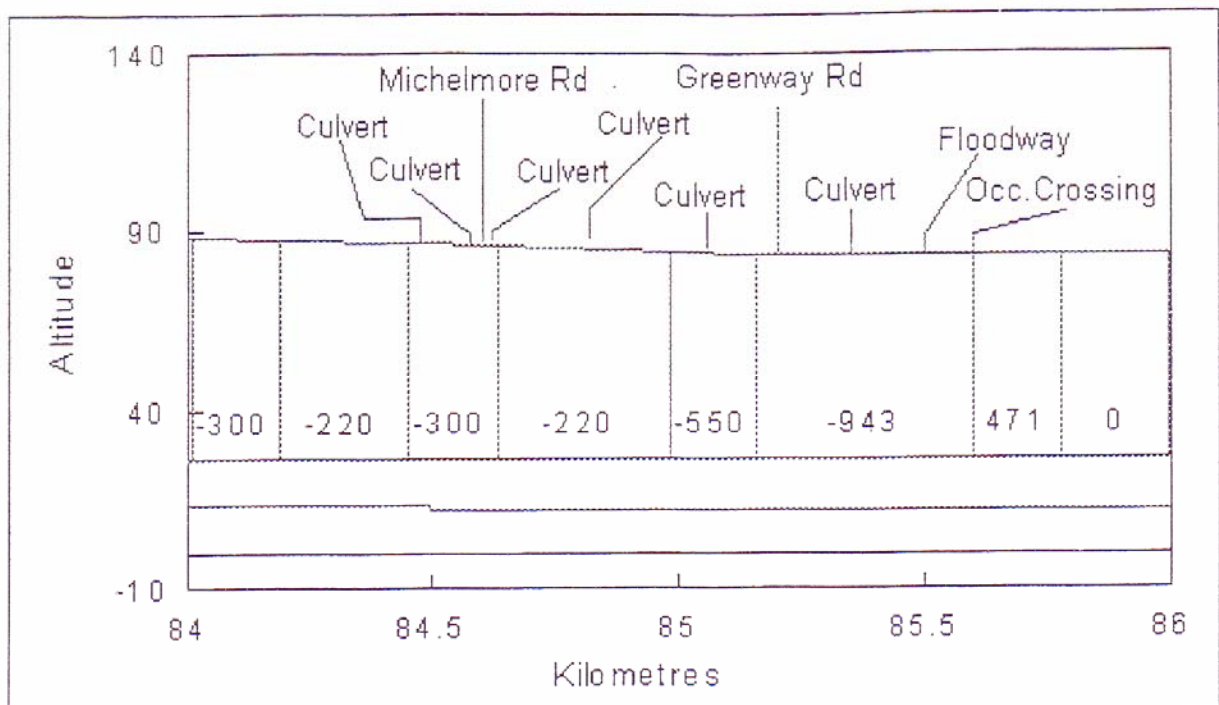 140
Michelmore Rd
Greenway Rd
Culvert
Culvert
Floodway
Culvert
Culvert
Culvert
Culvert
Occ.Crossing
90
Altitude
40
-300
-220
-300
-220
-550
-943
471
0
-10
84
84.5
85
85.5
86
Kilometres